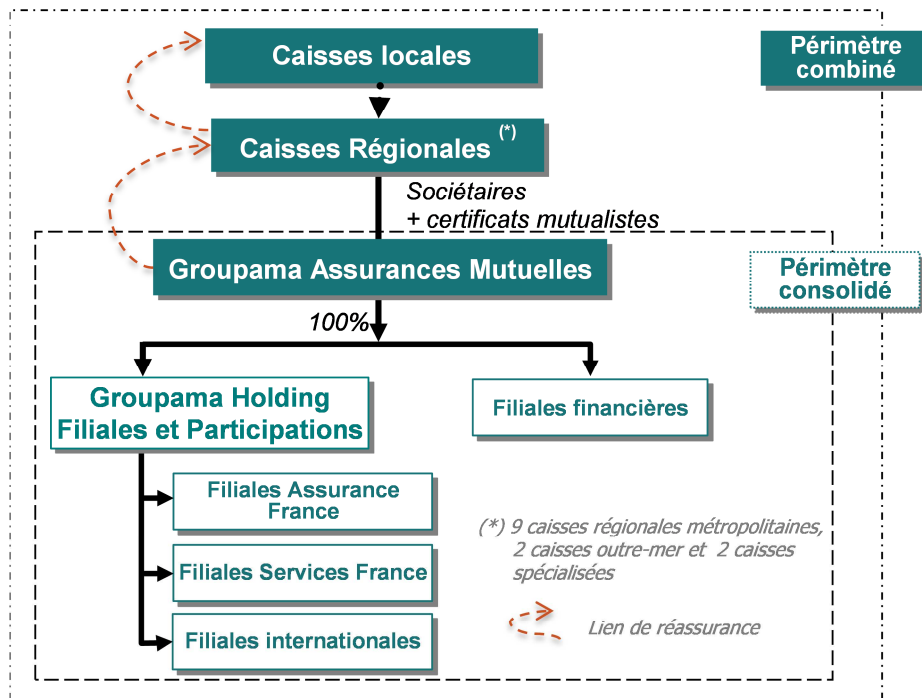 Caisses locales
Périmètre
combiné
Caisses Régionales (*)
Sociétaires
+ certificats mutualistes
Groupama Assurances Mutuelles
Périmètre
consolidé
100%
Groupama Holding
Filiales et Participations
Filiales financières
Filiales Assurance
France
Filiales Services France
Filiales internationales
(*) 9 caisses régionales métropolitaines,
2 caisses outre-mer et 2 caisses
spécialisées
Lien de réassurance